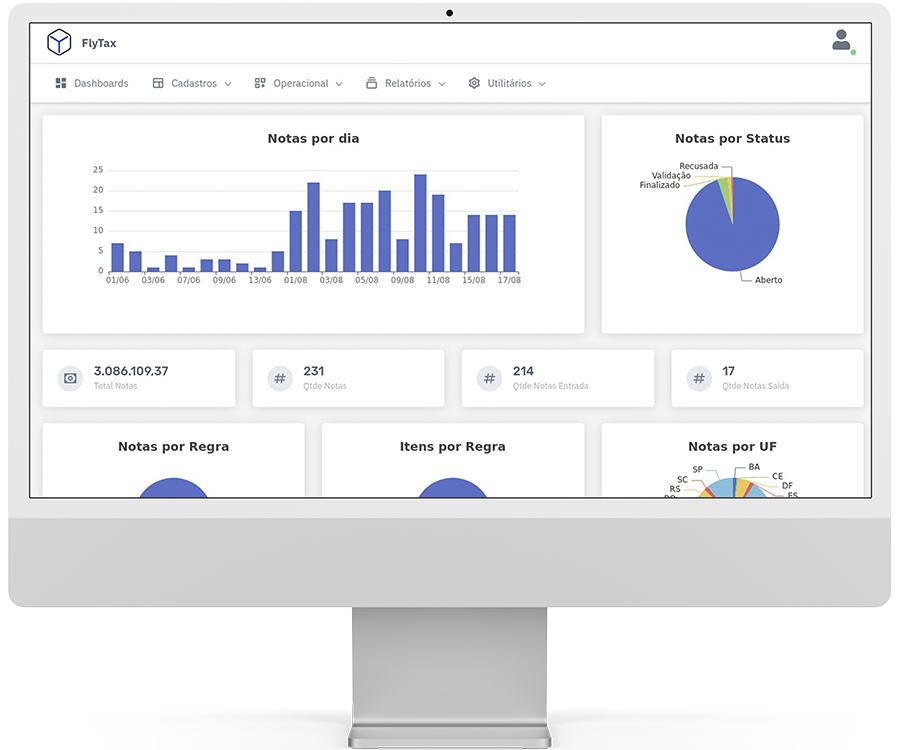 FlyTax
Dashboards Cadastros Operacional Relatórios Utilitários
Notas por dia
25
20
15
10
5
0
01/06 03/06 07/06 09/06 13/06 01/08 03/08 05/08 09/08 11/08 15/08 17/08
Notas por Status
Recusada
Validação
Finalizado
Aberto
3.086.109,37
Total Notas
# 231
Qtde Notas
# 214
Qtde Notas Entrada
# 17
Qtde Notas Saída
Notas por Regra
Itens por Regra
Notas por UF
SP BA
SC CE
RS DF
ES